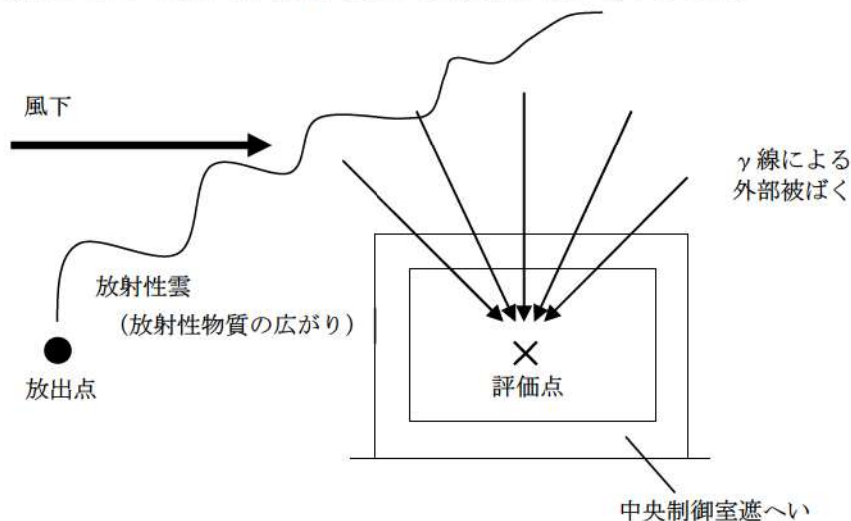 風下
γ線による
外部被ばく
放射性雲
(放射性物質の広がり)
放出点
評価点
中央制御室遮へい